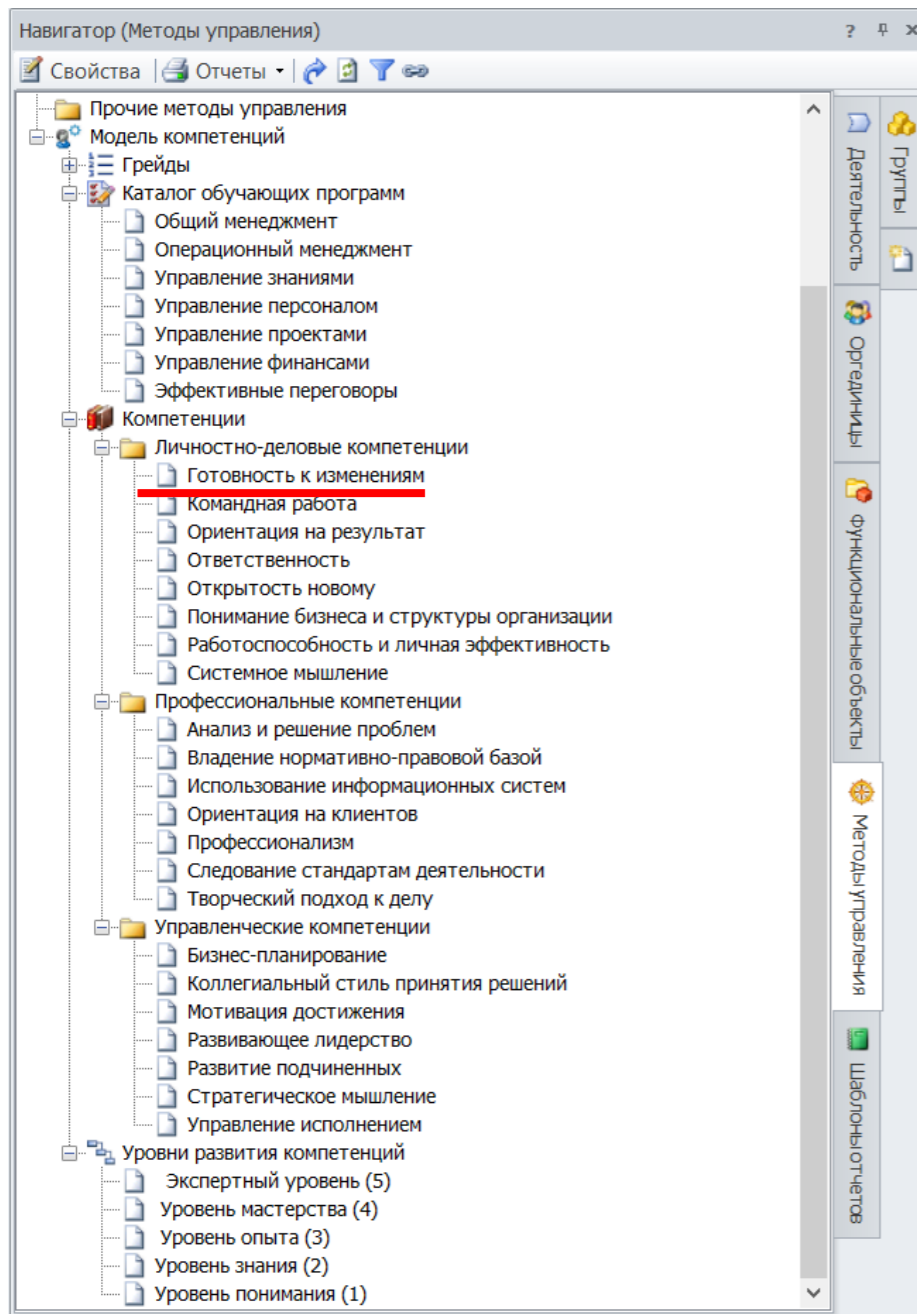 Навигатор (Методы управления)
Свойства Отчеты
Прочие методы управления
Модель компетенций
Грейды
Каталог обучающих программ
Общий менеджмент
Операционный менеджмент
Управление знаниями
Управление персоналом
Управление проектами
Управление финансами
Эффективные переговоры
Компетенции
Личностно-деловые компетенции
Готовность к изменениям
Командная работа
Ориентация на результат
Ответственность
Открытость новому
Понимание бизнеса и структуры организации
Работоспособность и личная эффективность
Системное мышление
Профессиональные компетенции
Анализ и решение проблем
Владение нормативно-правовой базой
Использование информационных систем
Ориентация на клиентов
Профессионализм
Следование стандартам деятельности
Творческий подход к делу
Управленческие компетенции
Бизнес-планирование
Коллегиальный стиль принятия решений
Мотивация достижения
Развивающее лидерство
Развитие подчиненных
Стратегическое мышление
Управление исполнением
Уровни развития компетенций
Экспертный уровень (5)
Уровень мастерства (4)
Уровень опыта (3)
Уровень знания (2)
Уровень понимания (1)
Деятельность
Оргединицы
Функциональные объекты
Методы управления
Шаблоны отчетов
Группы